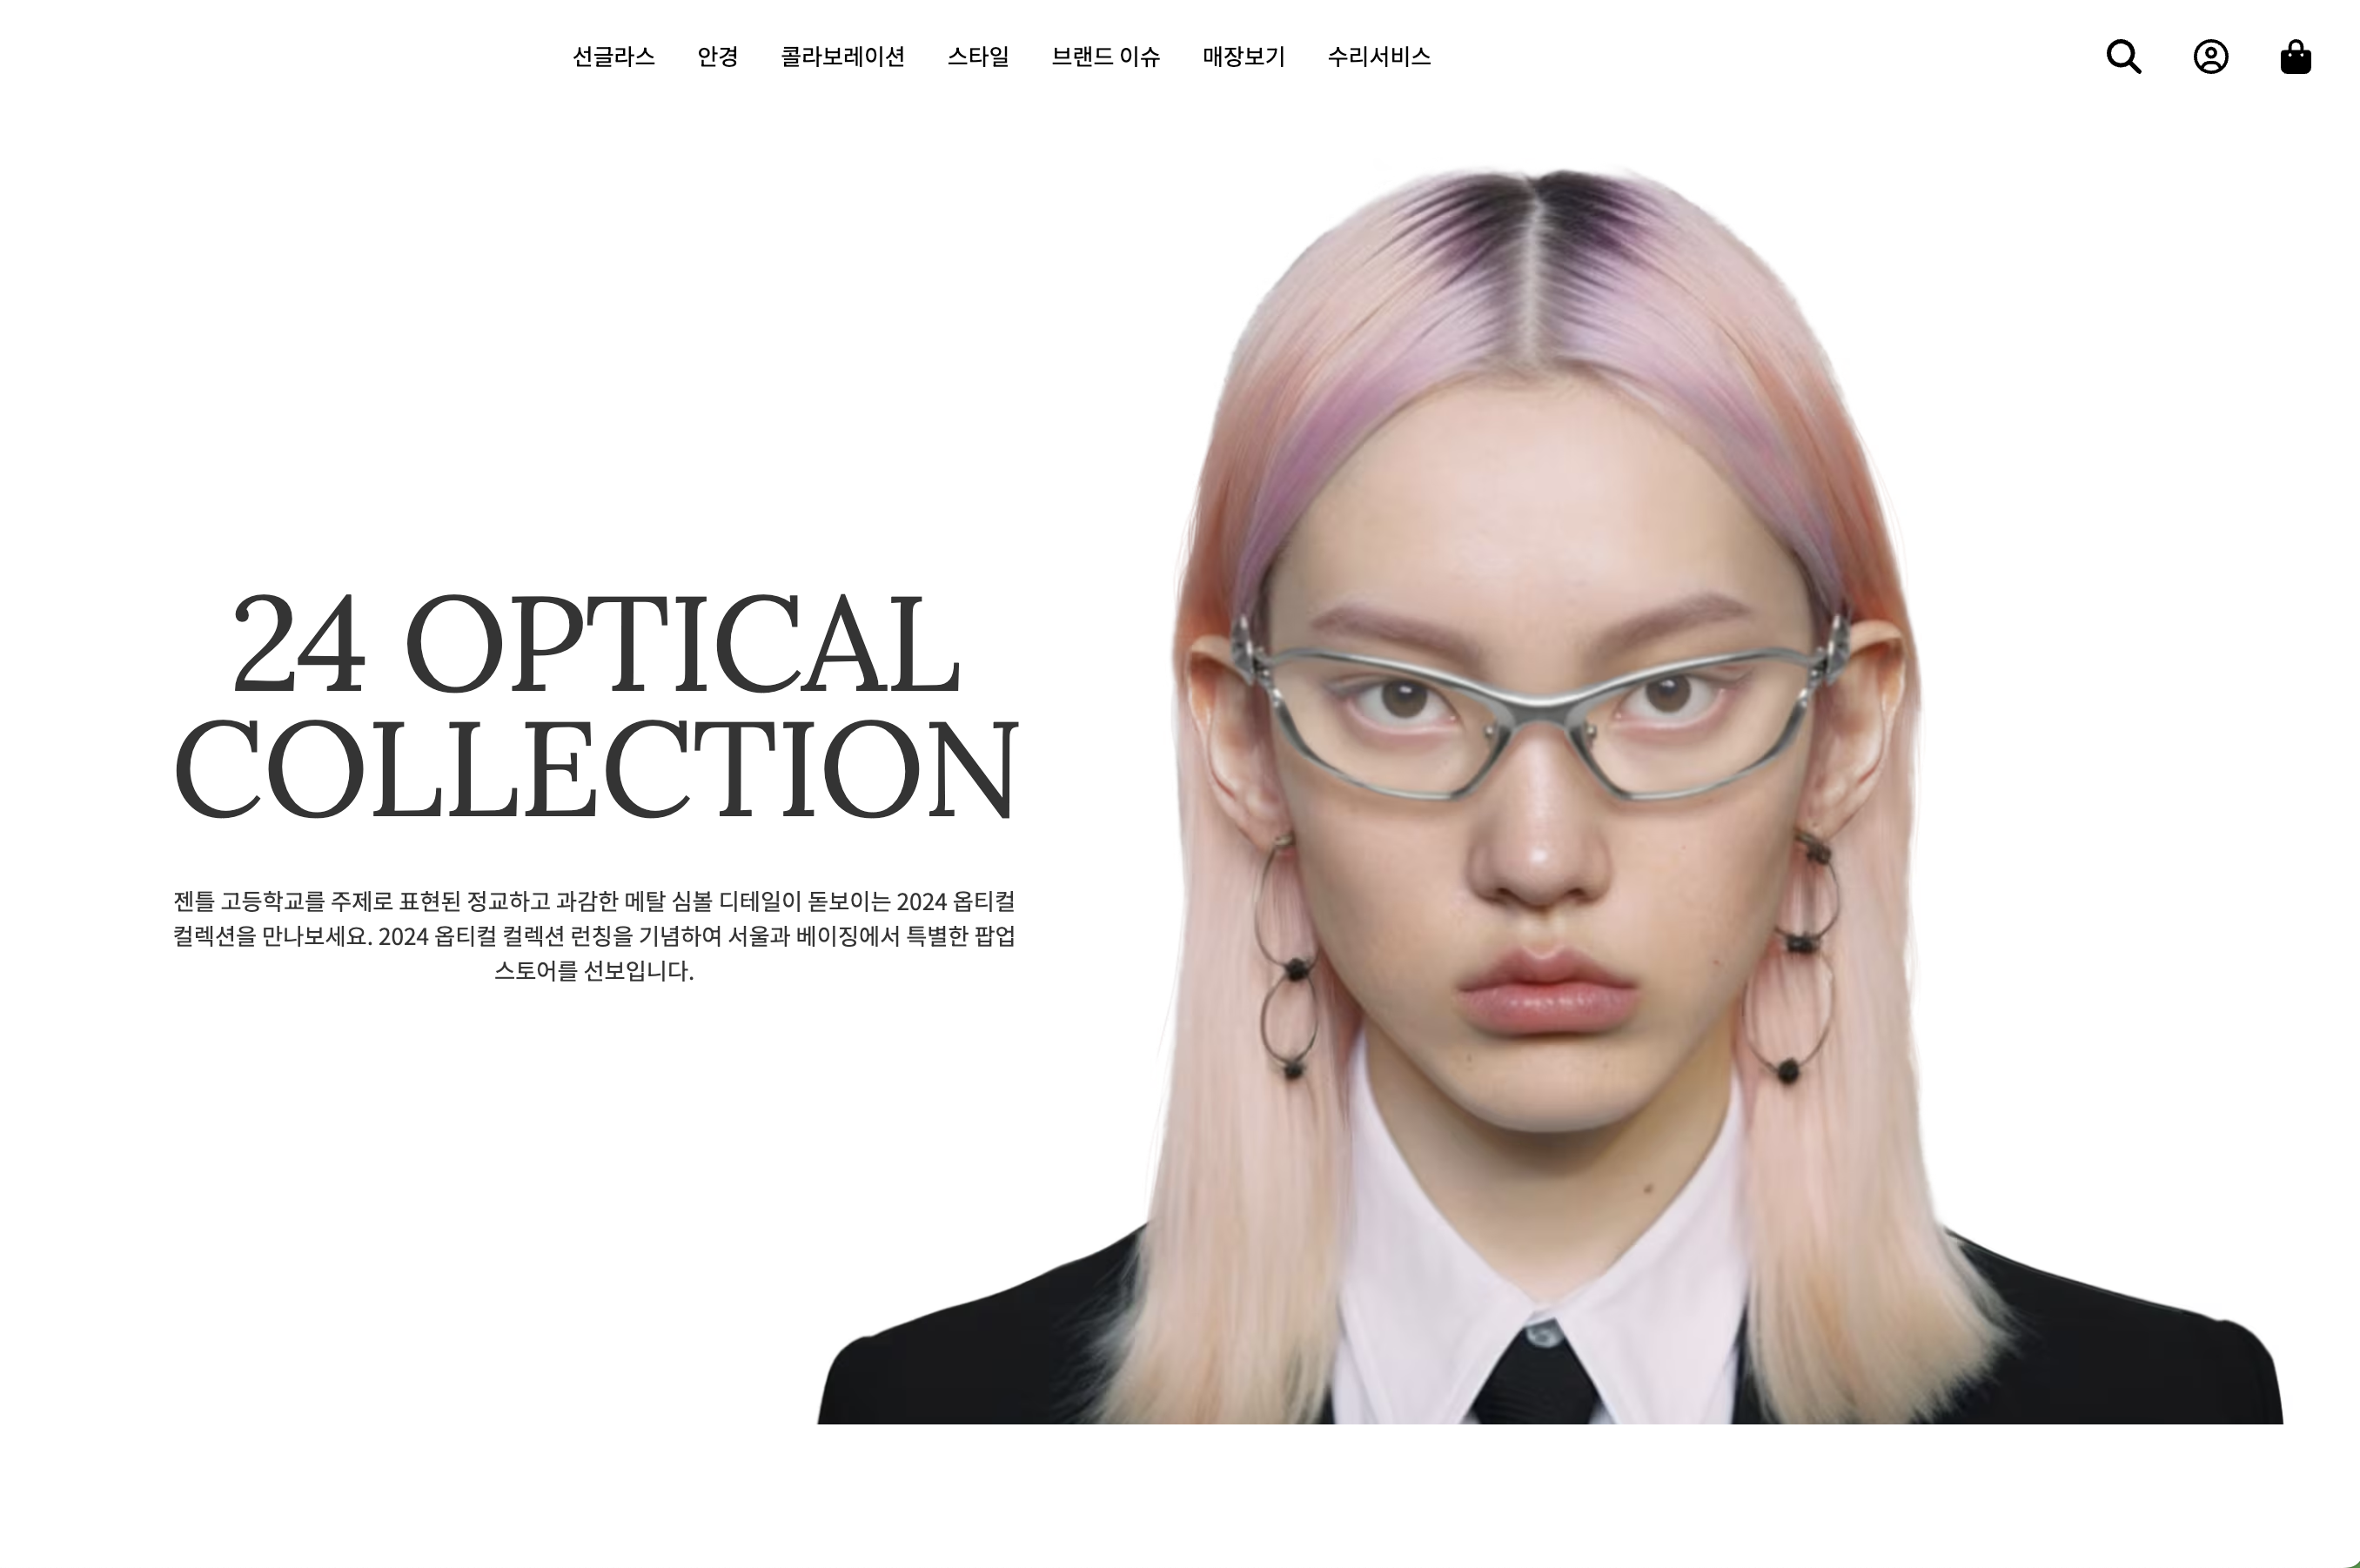 선글라스 안경 콜라보레이션 스타일 브랜드 이슈 매장보기 수리서비스
24 OPTICAL
COLLECTION
젠틀 고등학교를 주제로 표현된 정교하고 과감한 메탈 심볼 디테일이 돋보이는 2024 옵티컬
컬렉션을 만나보세요. 2024 옵티컬 컬렉션 런칭을 기념하여 서울과 베이징에서 특별한 팝업
스토어를 선보입니다.